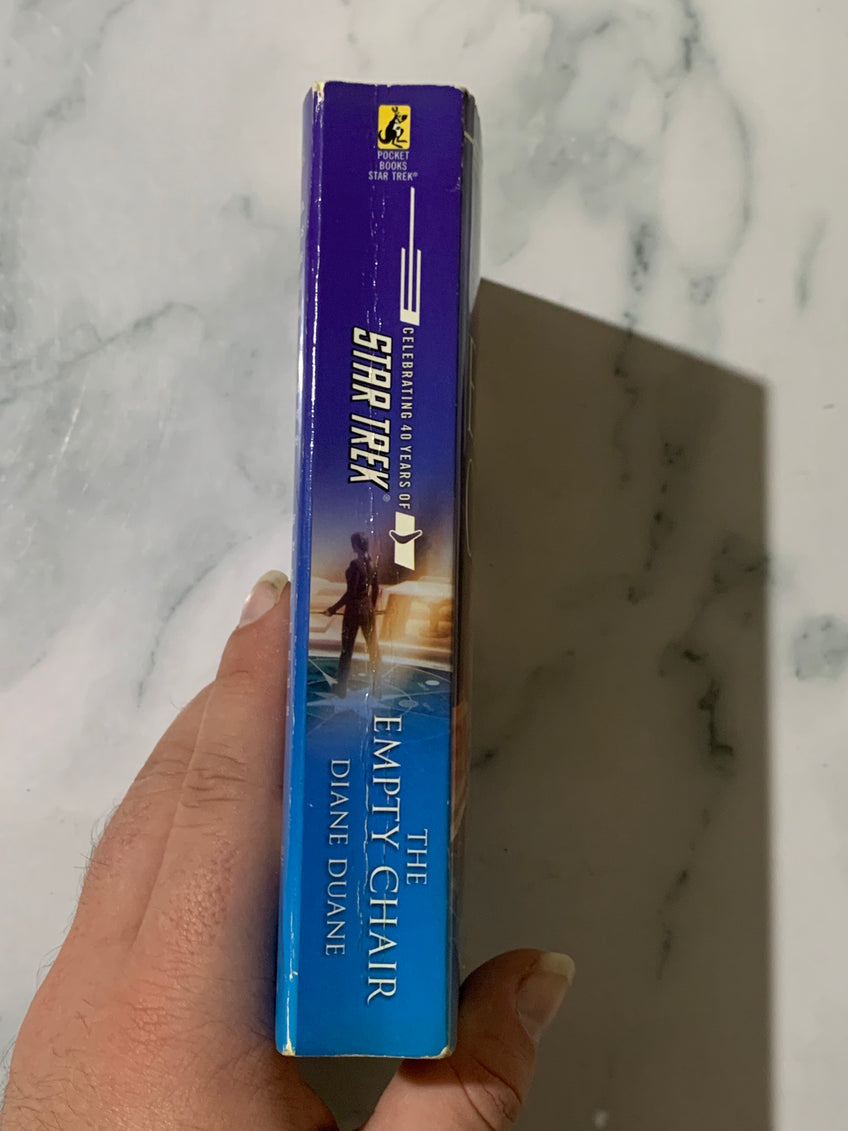 POCKET
BOOKS
STAR TREK®
CELEBRATING 40 YEARS OF
STAR TREK®
THE
EMPTY CHAIR
DIANE DUANE